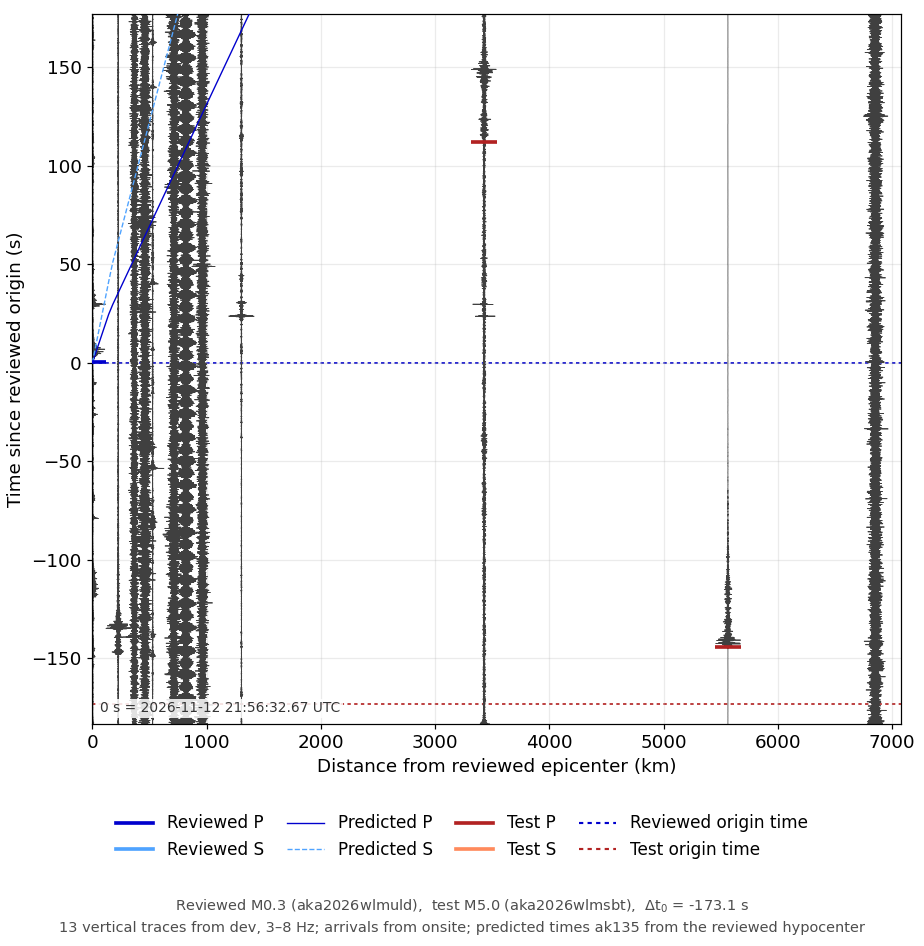 150
100
50
0
−50
−100
−150
Time since reviewed origin (s)
0 s = 2026-11-12 21:56:32.67 UTC
0 1000 2000 3000 4000 5000 6000 7000
Distance from reviewed epicenter (km)
Reviewed P Predicted P Test P Reviewed origin time
Reviewed S Predicted S Test S Test origin time
Reviewed M0.3 (aka2026wlmuld), test M5.0 (aka2026wlmsbt), Δt₀ = -173.1 s
13 vertical traces from dev, 3–8 Hz; arrivals from onsite; predicted times ak135 from the reviewed hypocenter